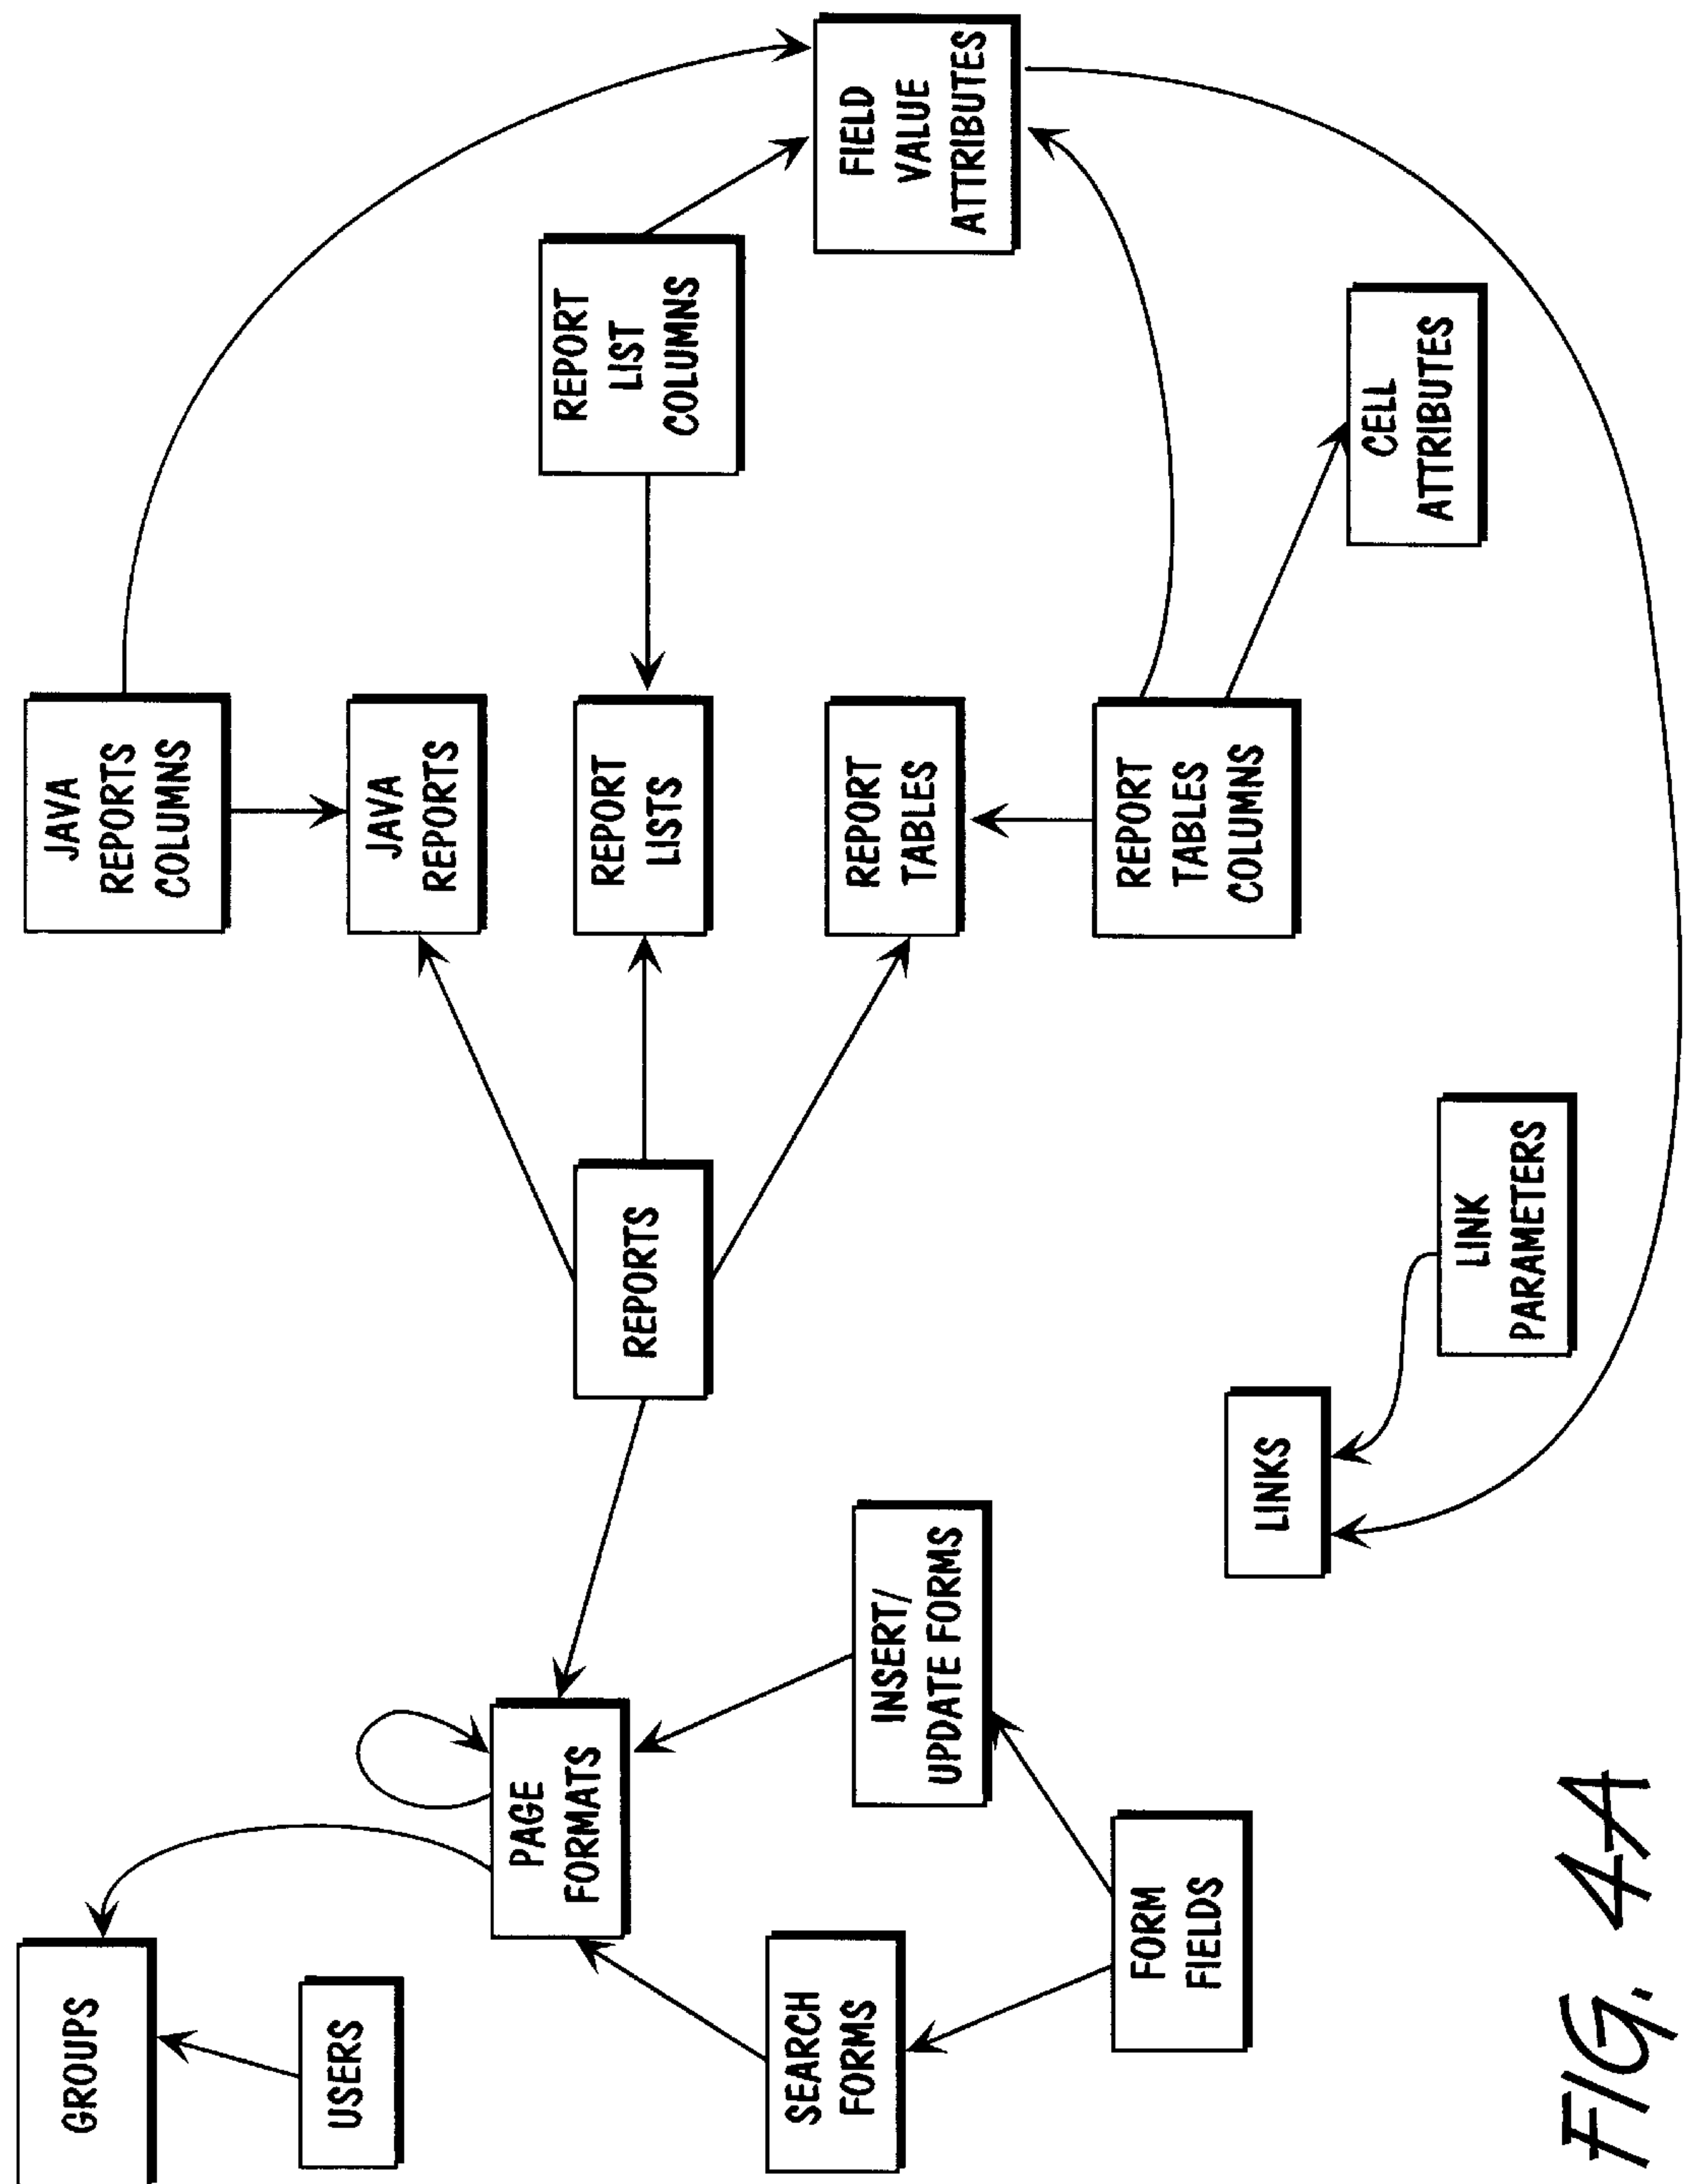 GROUPS
USERS
PAGE
FORMATS
SEARCH
FORMS
INSERT/
UPDATE FORMS
FORM
FIELDS
REPORTS
JAVA
REPORTS
COLUMNS
JAVA
REPORTS
REPORT
LISTS
REPORT
TABLES
REPORT
TABLES
COLUMNS
REPORT
LIST
COLUMNS
FIELD
VALUE
ATTRIBUTES
CELL
ATTRIBUTES
LINKS
LINK
PARAMETERS
FIG. 4A